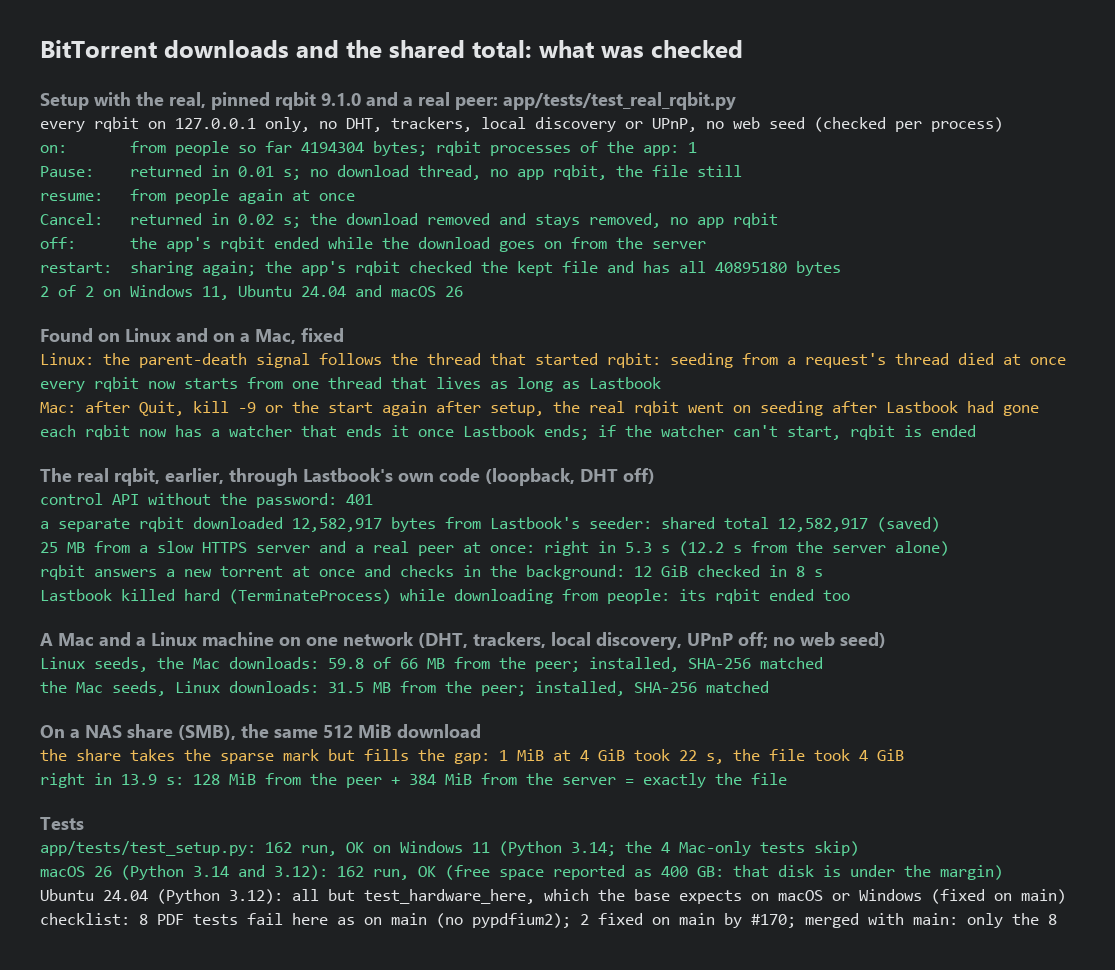 BitTorrent downloads and the shared total: what was checked
Setup with the real, pinned rqbit 9.1.0 and a real peer: app/tests/test_real_rqbit.py
every rqbit on 127.0.0.1 only, no DHT, trackers, local discovery or UPnP, no web seed (checked per process)
on: from people so far 4194304 bytes; rqbit processes of the app: 1
Pause: returned in 0.01 s; no download thread, no app rqbit, the file still
resume: from people again at once
Cancel: returned in 0.02 s; the download removed and stays removed, no app rqbit
off: the app's rqbit ended while the download goes on from the server
restart: sharing again; the app's rqbit checked the kept file and has all 40895180 bytes
2 of 2 on Windows 11, Ubuntu 24.04 and macOS 26
Found on Linux and on a Mac, fixed
Linux: the parent-death signal follows the thread that started rqbit: seeding from a request's thread died at once
every rqbit now starts from one thread that lives as long as Lastbook
Mac: after Quit, kill -9 or the start again after setup, the real rqbit went on seeding after Lastbook had gone
each rqbit now has a watcher that ends it once Lastbook ends; if the watcher can't start, rqbit is ended
The real rqbit, earlier, through Lastbook's own code (loopback, DHT off)
control API without the password: 401
a separate rqbit downloaded 12,582,917 bytes from Lastbook's seeder: shared total 12,582,917 (saved)
25 MB from a slow HTTPS server and a real peer at once: right in 5.3 s (12.2 s from the server alone)
rqbit answers a new torrent at once and checks in the background: 12 GiB checked in 8 s
Lastbook killed hard (TerminateProcess) while downloading from people: its rqbit ended too
A Mac and a Linux machine on one network (DHT, trackers, local discovery, UPnP off; no web seed)
Linux seeds, the Mac downloads: 59.8 of 66 MB from the peer; installed, SHA-256 matched
the Mac seeds, Linux downloads: 31.5 MB from the peer; installed, SHA-256 matched
On a NAS share (SMB), the same 512 MiB download
the share takes the sparse mark but fills the gap: 1 MiB at 4 GiB took 22 s, the file took 4 GiB
right in 13.9 s: 128 MiB from the peer + 384 MiB from the server = exactly the file
Tests
app/tests/test_setup.py: 162 run, OK on Windows 11 (Python 3.14; the 4 Mac-only tests skip)
macOS 26 (Python 3.14 and 3.12): 162 run, OK (free space reported as 400 GB: that disk is under the margin)
Ubuntu 24.04 (Python 3.12): all but test_hardware_here, which the base expects on macOS or Windows (fixed on main)
checklist: 8 PDF tests fail here as on main (no pypdfium2); 2 fixed on main by #170; merged with main: only the 8